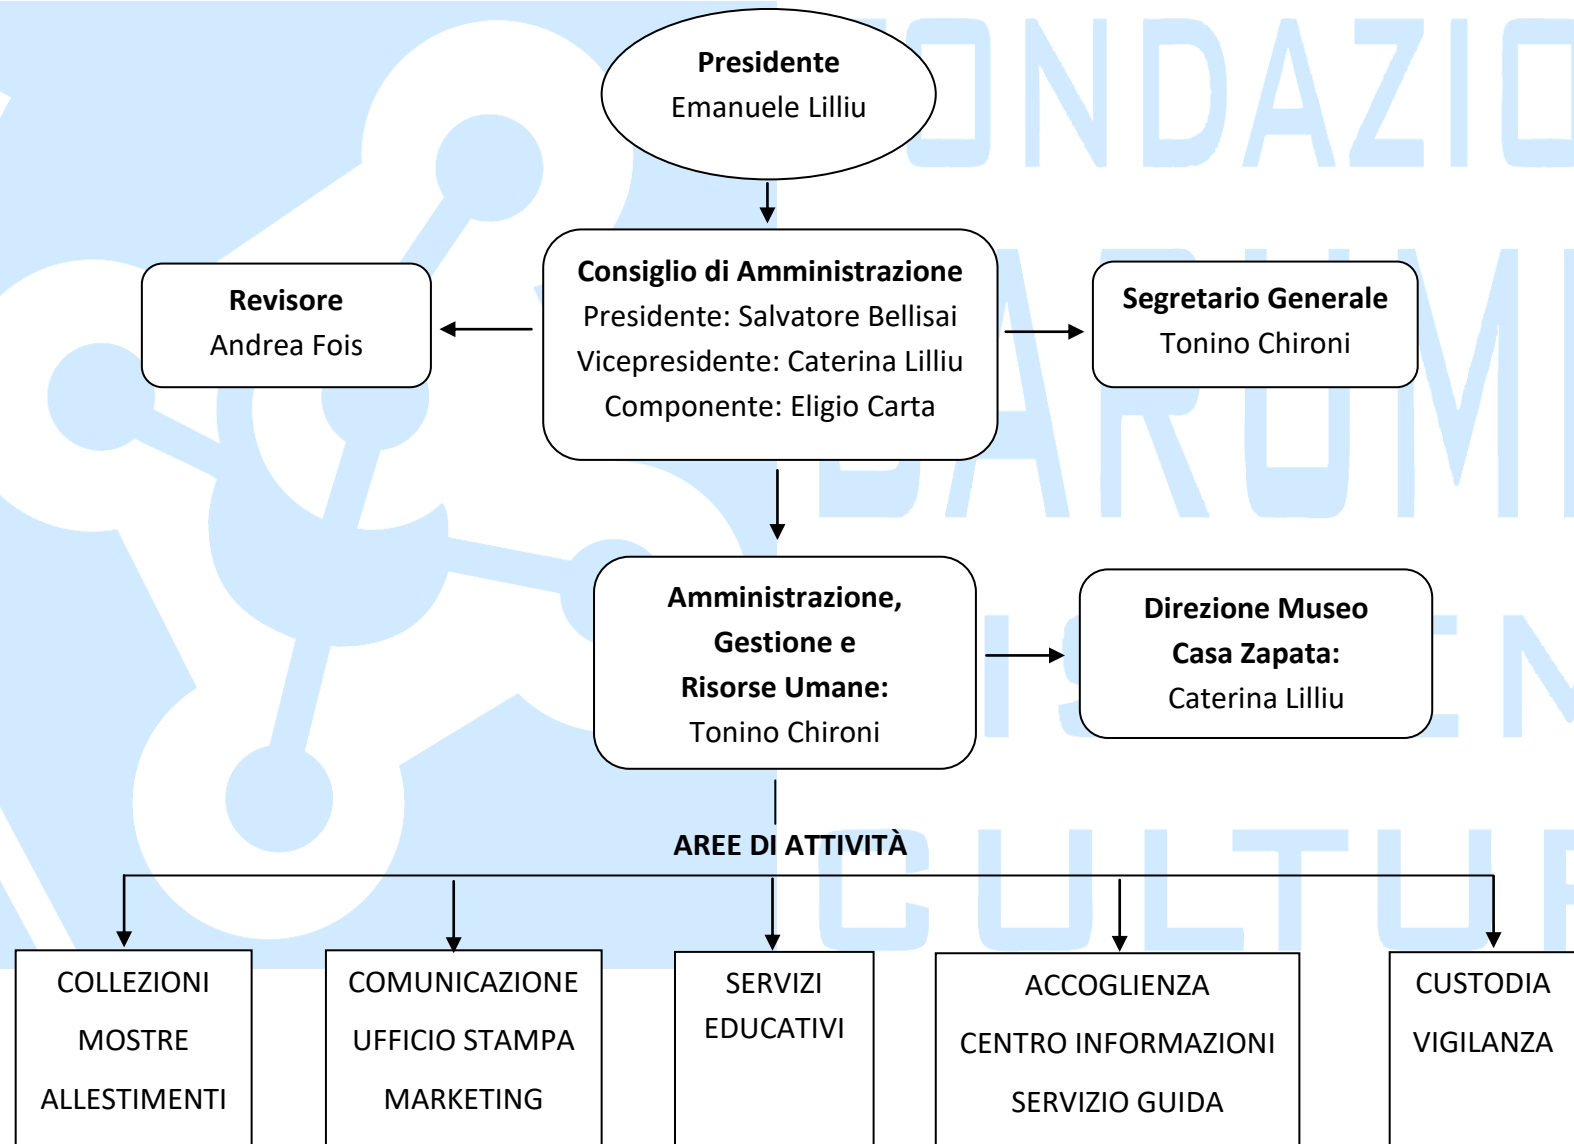 Presidente
Emanuele Lilliu
Consiglio di Amministrazione
Presidente: Salvatore Bellisai
Vicepresidente: Caterina Lilliu
Componente: Eligio Carta
Revisore
Andrea Fois
Segretario Generale
Tonino Chironi
Amministrazione,
Gestione e
Risorse Umane:
Tonino Chironi
Direzione Museo
Casa Zapata:
Caterina Lilliu
AREE DI ATTIVITÀ
COLLEZIONI
MOSTRE
ALLESTIMENTI
COMUNICAZIONE
UFFICIO STAMPA
MARKETING
SERVIZI
EDUCATIVI
ACCOGLIENZA
CENTRO INFORMAZIONI
SERVIZIO GUIDA
CUSTODIA
VIGILANZA